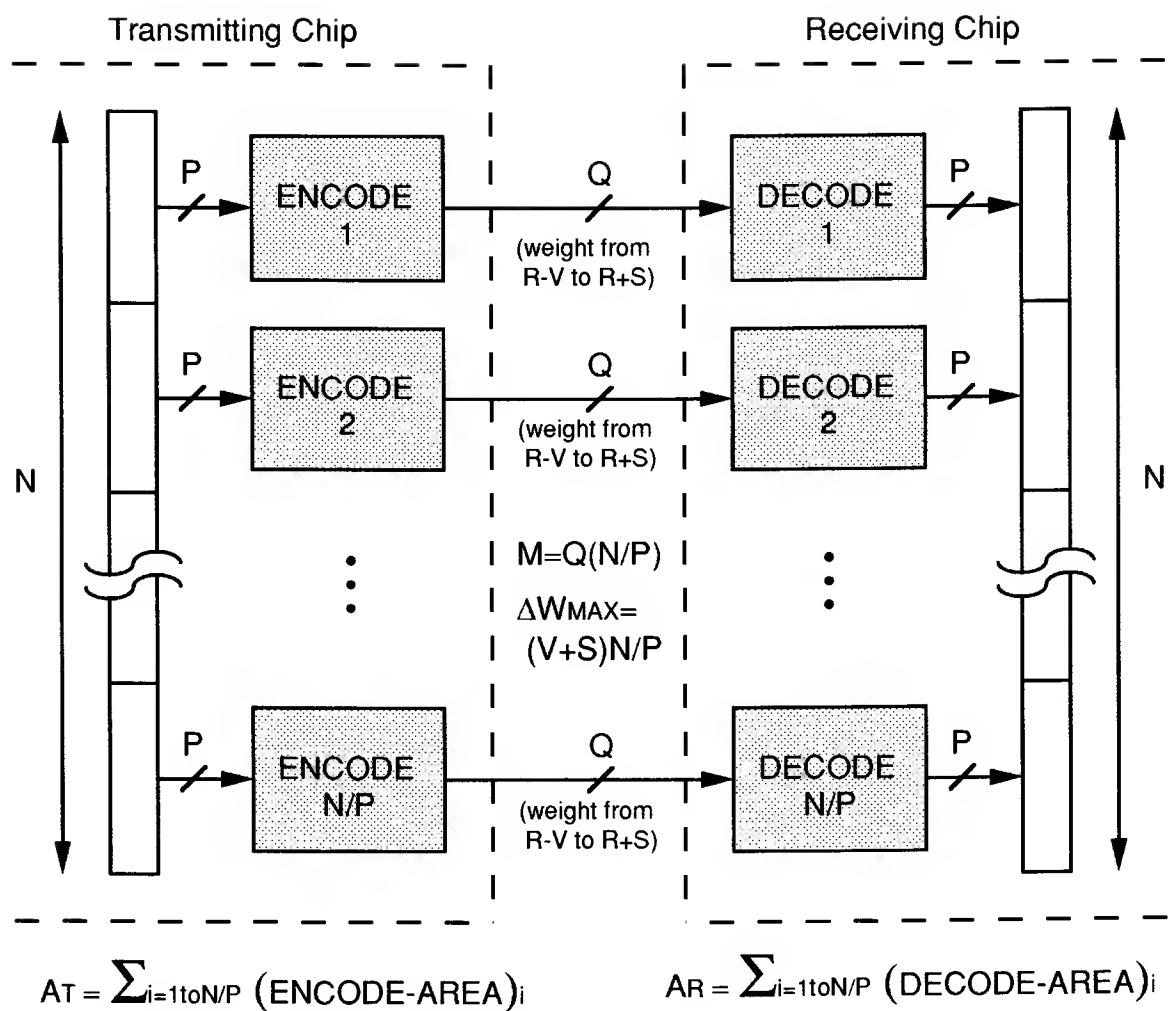 Transmitting Chip
Receiving Chip
P
ENCODE
1
Q
(weight from
R-V to R+S)
DECODE
1
P
P
ENCODE
2
Q
(weight from
R-V to R+S)
DECODE
2
P
N
N
M=Q(N/P)
ΔWMAX=
(V+S)N/P
P
ENCODE
N/P
Q
(weight from
R-V to R+S)
DECODE
N/P
P
AT = ∑i=1toN/P (ENCODE-AREA)i
AR = ∑i=1toN/P (DECODE-AREA)i